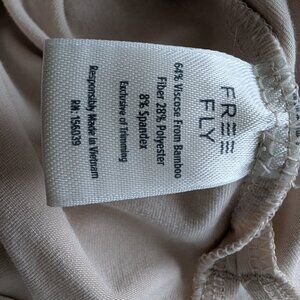 FREE
FLY
64% Viscose From Bamboo
Fiber 28% Polyester
8% Spandex
Exclusive of Trimming
Responsibly Made in Vietnam
RN: 156039